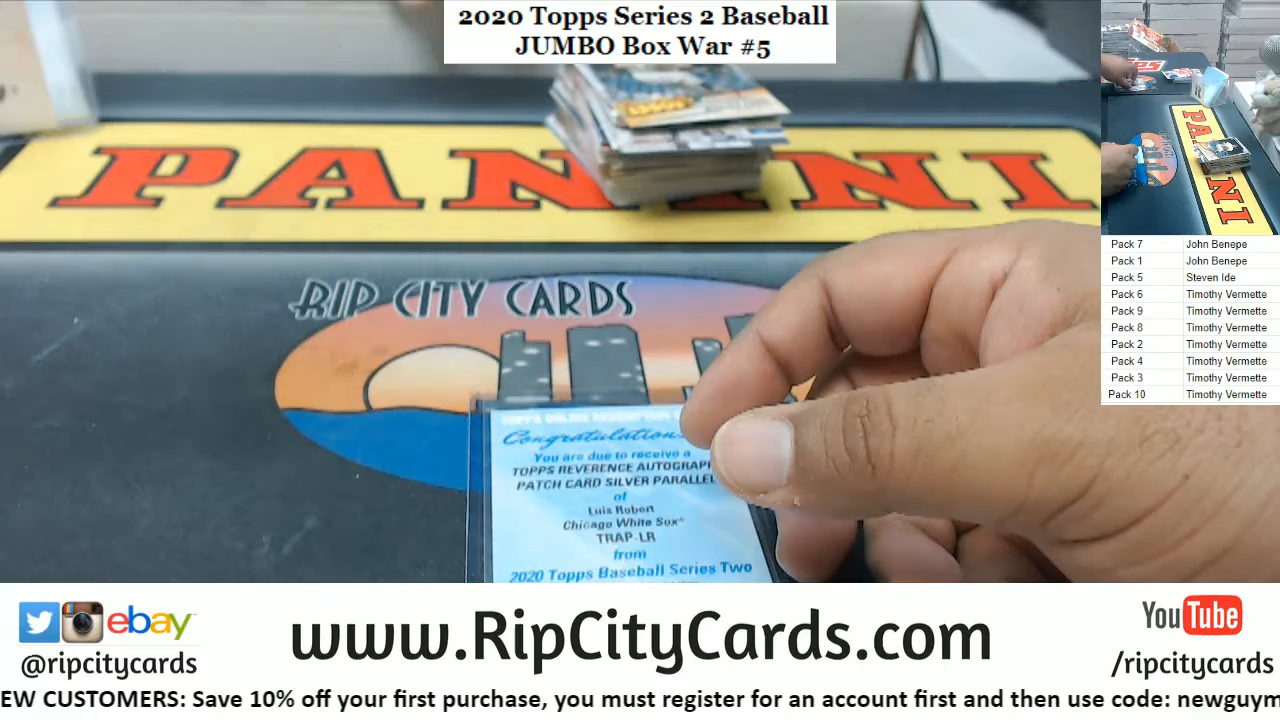 2020 Topps Series 2 Baseball
JUMBO Box War #5
PANINI
RIP CITY CARDS
Congratulations
You are due to receive a
TOPPS REVERENCE AUTOGRAPH
PATCH CARD SILVER PARALLEL
of
Luis Robert
Chicago White Sox®
TRAP-LR
from
2020 Topps Baseball Series Two
PANINI
Pack 7 John Benepe
Pack 1 John Benepe
Pack 5 Steven Ide
Pack 6 Timothy Vermette
Pack 9 Timothy Vermette
Pack 8 Timothy Vermette
Pack 2 Timothy Vermette
Pack 4 Timothy Vermette
Pack 3 Timothy Vermette
Pack 10 Timothy Vermette
ebay™
@ripcitycards
www.RipCityCards.com
YouTube
/ripcitycards
EW CUSTOMERS: Save 10% off your first purchase, you must register for an account first and then use code: newguym